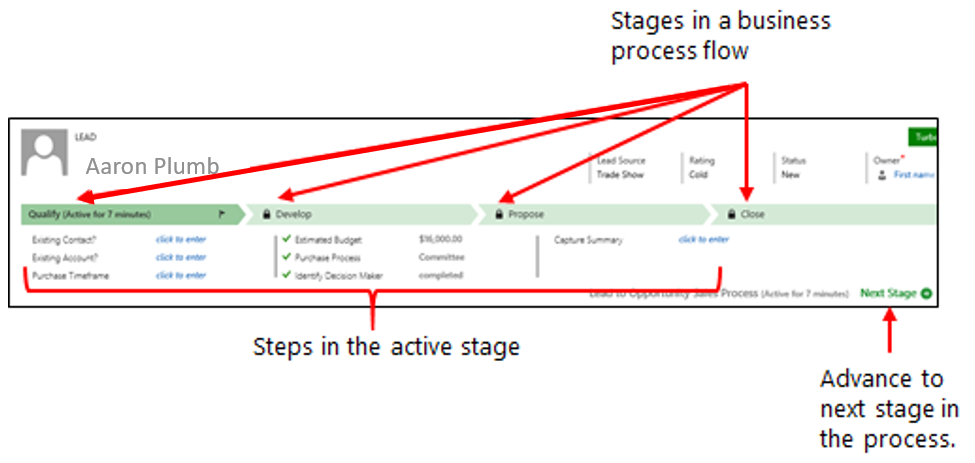 Stages in a business
process flow
LEAD
Aaron Plumb
Lead Source
Trade Show
Rating
Cold
Status
New
Owner*
First name
Qualify (Active for 7 minutes)
Develop
Propose
Close
Existing Contact? click to enter
Existing Account? click to enter
Purchase Timeframe click to enter
Estimated Budget $16,000.00
Purchase Process Committee
Identify Decision Maker completed
Capture Summary click to enter
Lead to Opportunity Sales Process (Active for 7 minutes)
Next Stage
Steps in the active stage
Advance to
next stage in
the process.